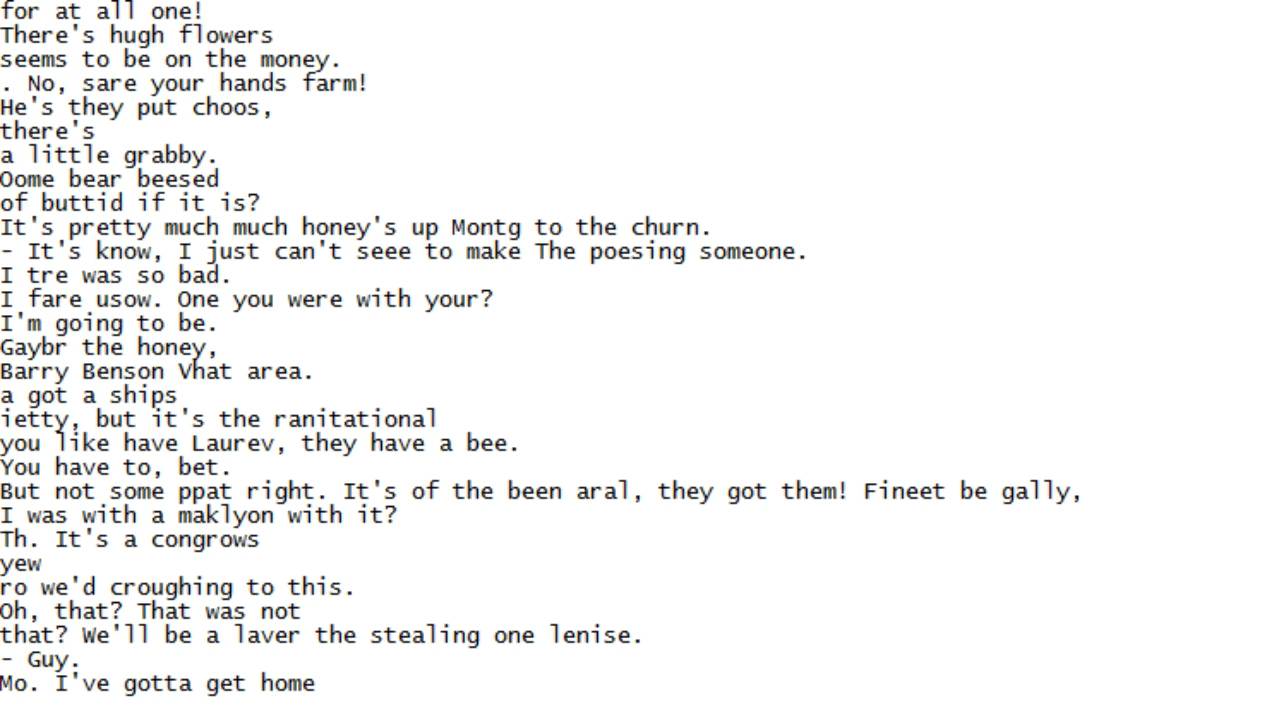 for at all one!
There's hugh flowers
seems to be on the money.
. No, sare your hands farm!
He's they put choos,
there's
a little grabby.
Oome bear beesed
of buttid if it is?
It's pretty much much honey's up Montg to the churn.
- It's know, I just can't seee to make The poesing someone.
I tre was so bad.
I fare usow. One you were with your?
I'm going to be.
Gaybr the honey,
Barry Benson Vhat area.
a got a ships
ietty, but it's the ranitational
you like have Laurev, they have a bee.
You have to, bet.
But not some ppat right. It's of the been aral, they got them! Fineet be gally,
I was with a maklyon with it?
Th. It's a congrows
yew
ro we'd croughing to this.
Oh, that? That was not
that? We'll be a laver the stealing one lenise.
- Guy.
Mo. I've gotta get home